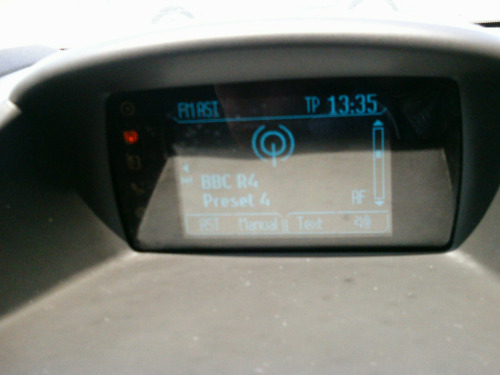 FM AST TP 13:35
BBC R4
Preset 4 AF
AST Manual Text